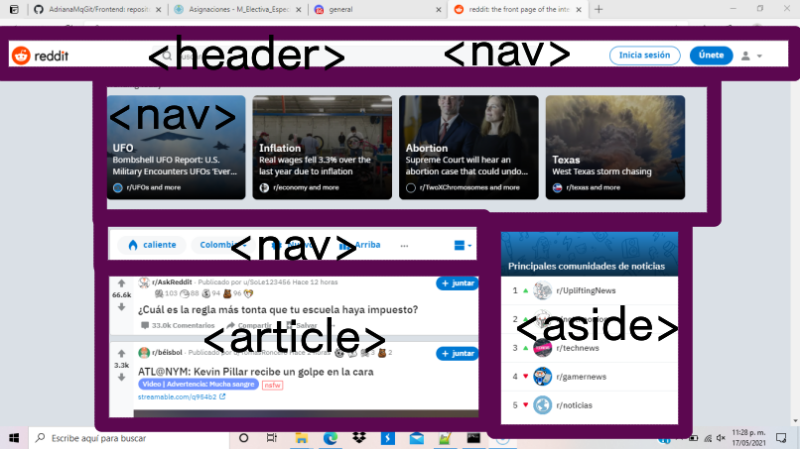 AdrianaMqGit/Frontend: reposit
Asignaciones - M_Electiva_Espec
general
reddit: the front page of the inte
reddit
<header>
<nav>
Inicia sesión
Únete
<nav>
UFO
Bombshell UFO Report: U.S.
Military Encounters UFOs 'Ever...
r/UFOs and more
Inflation
Real wages fell 3.3% over the
last year due to inflation
r/economy and more
Abortion
Supreme Court will hear an
abortion case that could undo...
r/TwoXChromosomes and more
Texas
West Texas storm chasing
r/texas and more
caliente
Colombia
<nav>
Arriba
...
66.6k
r/AskReddit · Publicado por u/SoLe123456 Hace 12 horas
103 88 94 96
+ juntar
¿Cuál es la regla más tonta que tu escuela haya impuesto?
33.0k Comentarios
Compartir
Salvar
<article>
3.3k
r/béisbol · Publicado por
2
+ juntar
ATL@NYM: Kevin Pillar recibe un golpe en la cara
Video | Advertencia: Mucha sangre
nsfw
streamable.com/q954b2
Principales comunidades de noticias
1 r/UpliftingNews
2
<aside>
3 r/technews
4 r/gamernews
5 r/noticias
Escribe aquí para buscar
11:28 p. m.
17/05/2021